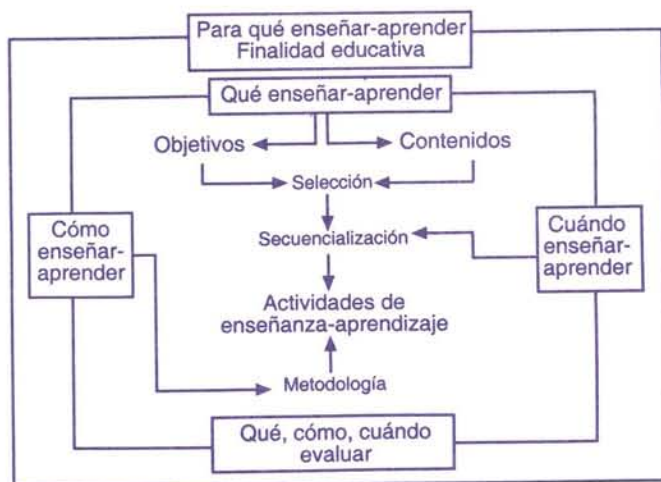 Para qué enseñar-aprender
Finalidad educativa
Qué enseñar-aprender
Objetivos
Contenidos
Selección
Cómo
enseñar-
aprender
Cuándo
enseñar-
aprender
Secuencialización
Actividades de
enseñanza-aprendizaje
Metodología
Qué, cómo, cuándo
evaluar